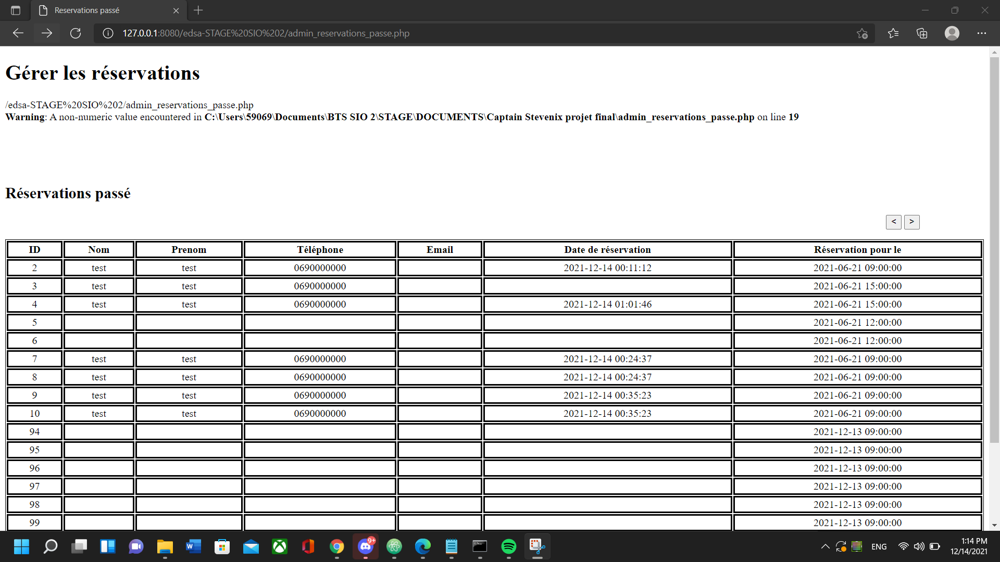 Reservations passé
127.0.0.1:8080/edsa-STAGE%20SIO%202/admin_reservations_passe.php
Gérer les réservations
/edsa-STAGE%20SIO%202/admin_reservations_passe.php
Warning: A non-numeric value encountered in C:\Users\59069\Documents\BTS SIO 2\STAGE\DOCUMENTS\Captain Stevenix projet final\admin_reservations_passe.php on line 19
Réservations passé
< >
ID Nom Prenom Téléphone Email Date de réservation Réservation pour le
2 test test 0690000000 2021-12-14 00:11:12 2021-06-21 09:00:00
3 test test 0690000000 2021-06-21 15:00:00
4 test test 0690000000 2021-12-14 01:01:46 2021-06-21 15:00:00
5 2021-06-21 12:00:00
6 2021-06-21 12:00:00
7 test test 0690000000 2021-12-14 00:24:37 2021-06-21 09:00:00
8 test test 0690000000 2021-12-14 00:24:37 2021-06-21 09:00:00
9 test test 0690000000 2021-12-14 00:35:23 2021-06-21 09:00:00
10 test test 0690000000 2021-12-14 00:35:23 2021-06-21 09:00:00
94 2021-12-13 09:00:00
95 2021-12-13 09:00:00
96 2021-12-13 09:00:00
97 2021-12-13 09:00:00
98 2021-12-13 09:00:00
99 2021-12-13 09:00:00
W
9+
ENG
1:14 PM
12/14/2021